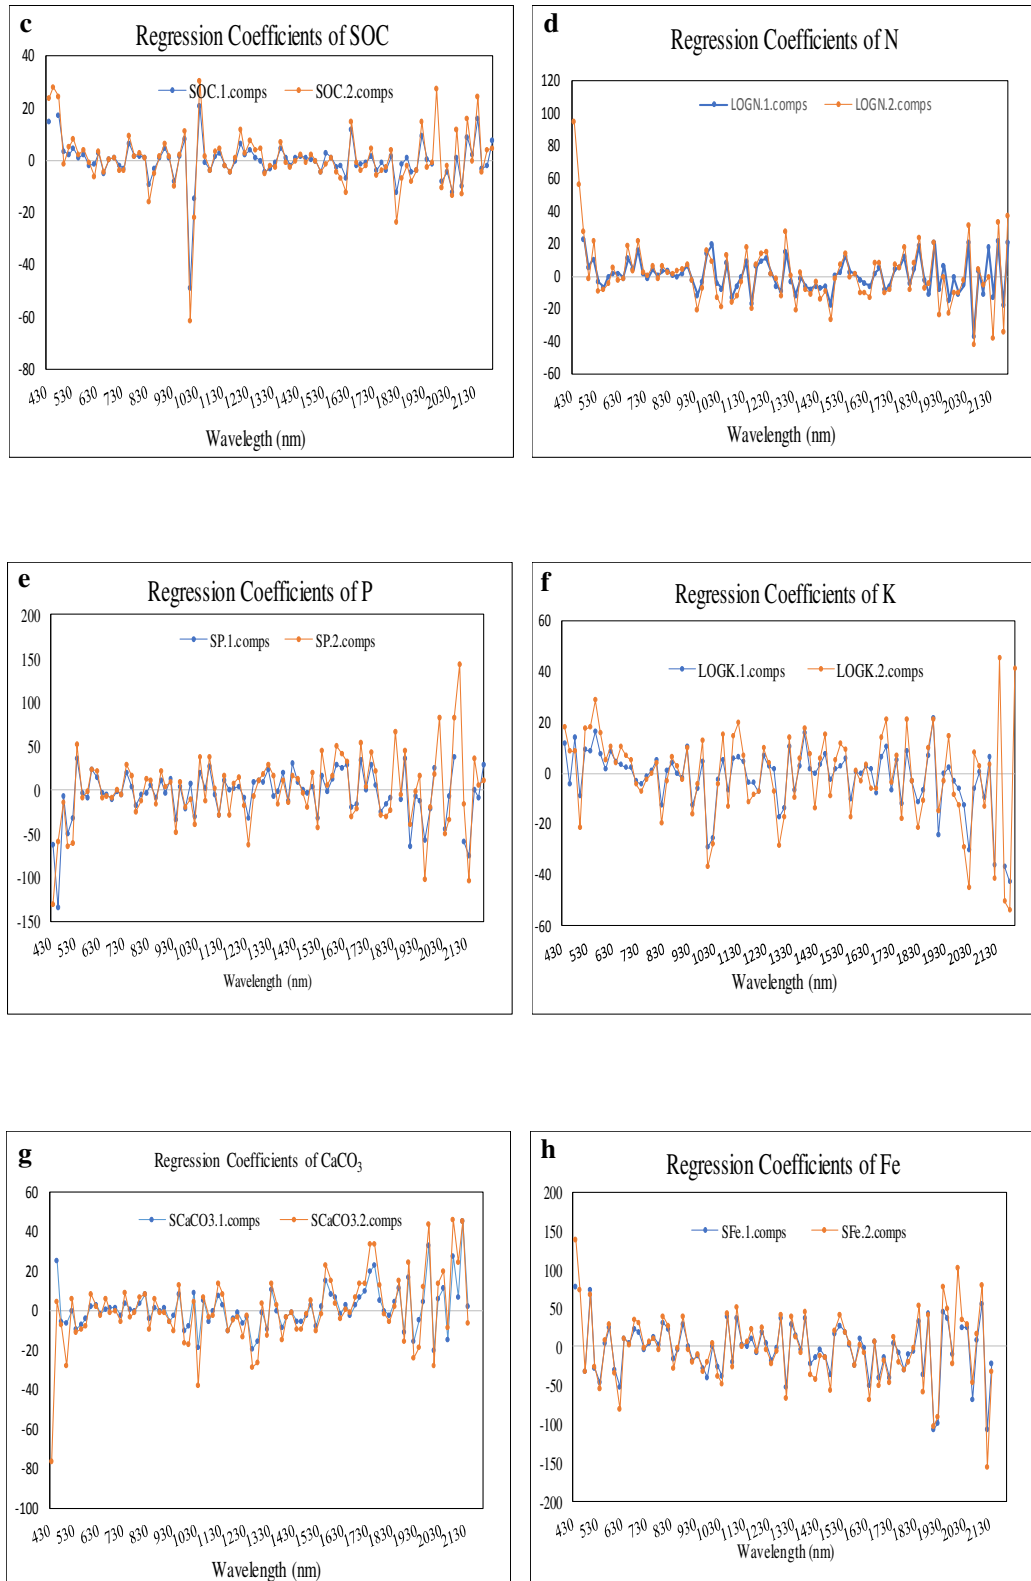 c
Regression Coefficients of SOC
SOC.1.comps SOC.2.comps
40
20
0
-20
-40
-60
-80
430 530 630 730 830 930 1030 1130 1230 1330 1430 1530 1630 1730 1830 1930 2030 2130
Wavelegth (nm)
d
Regression Coefficients of N
LOGN.1.comps LOGN.2.comps
120
100
80
60
40
20
0
-20
-40
-60
430 530 630 730 830 930 1030 1130 1230 1330 1430 1530 1630 1730 1830 1930 2030 2130
Wavelength (nm)
e
Regression Coefficients of P
SP.1.comps SP.2.comps
200
150
100
50
0
-50
-100
-150
430 530 630 730 830 930 1030 1130 1230 1330 1430 1530 1630 1730 1830 1930 2030 2130
Wavelength (nm)
f
Regression Coefficients of K
LOGK.1.comps LOGK.2.comps
60
40
20
0
-20
-40
-60
430 530 630 730 830 930 1030 1130 1230 1330 1430 1530 1630 1730 1830 1930 2030 2130
Wavelength (nm)
g
Regression Coefficients of CaCO3
SCaCO3.1.comps SCaCO3.2.comps
60
40
20
0
-20
-40
-60
-80
-100
430 530 630 730 830 930 1030 1130 1230 1330 1430 1530 1630 1730 1830 1930 2030 2130
Wavelength (nm)
h
Regression Coefficients of Fe
SFe.1.comps SFe.2.comps
200
150
100
50
0
-50
-100
-150
-200
430 530 630 730 830 930 1030 1130 1230 1330 1430 1530 1630 1730 1830 1930 2030 2130
Wavelength (nm)